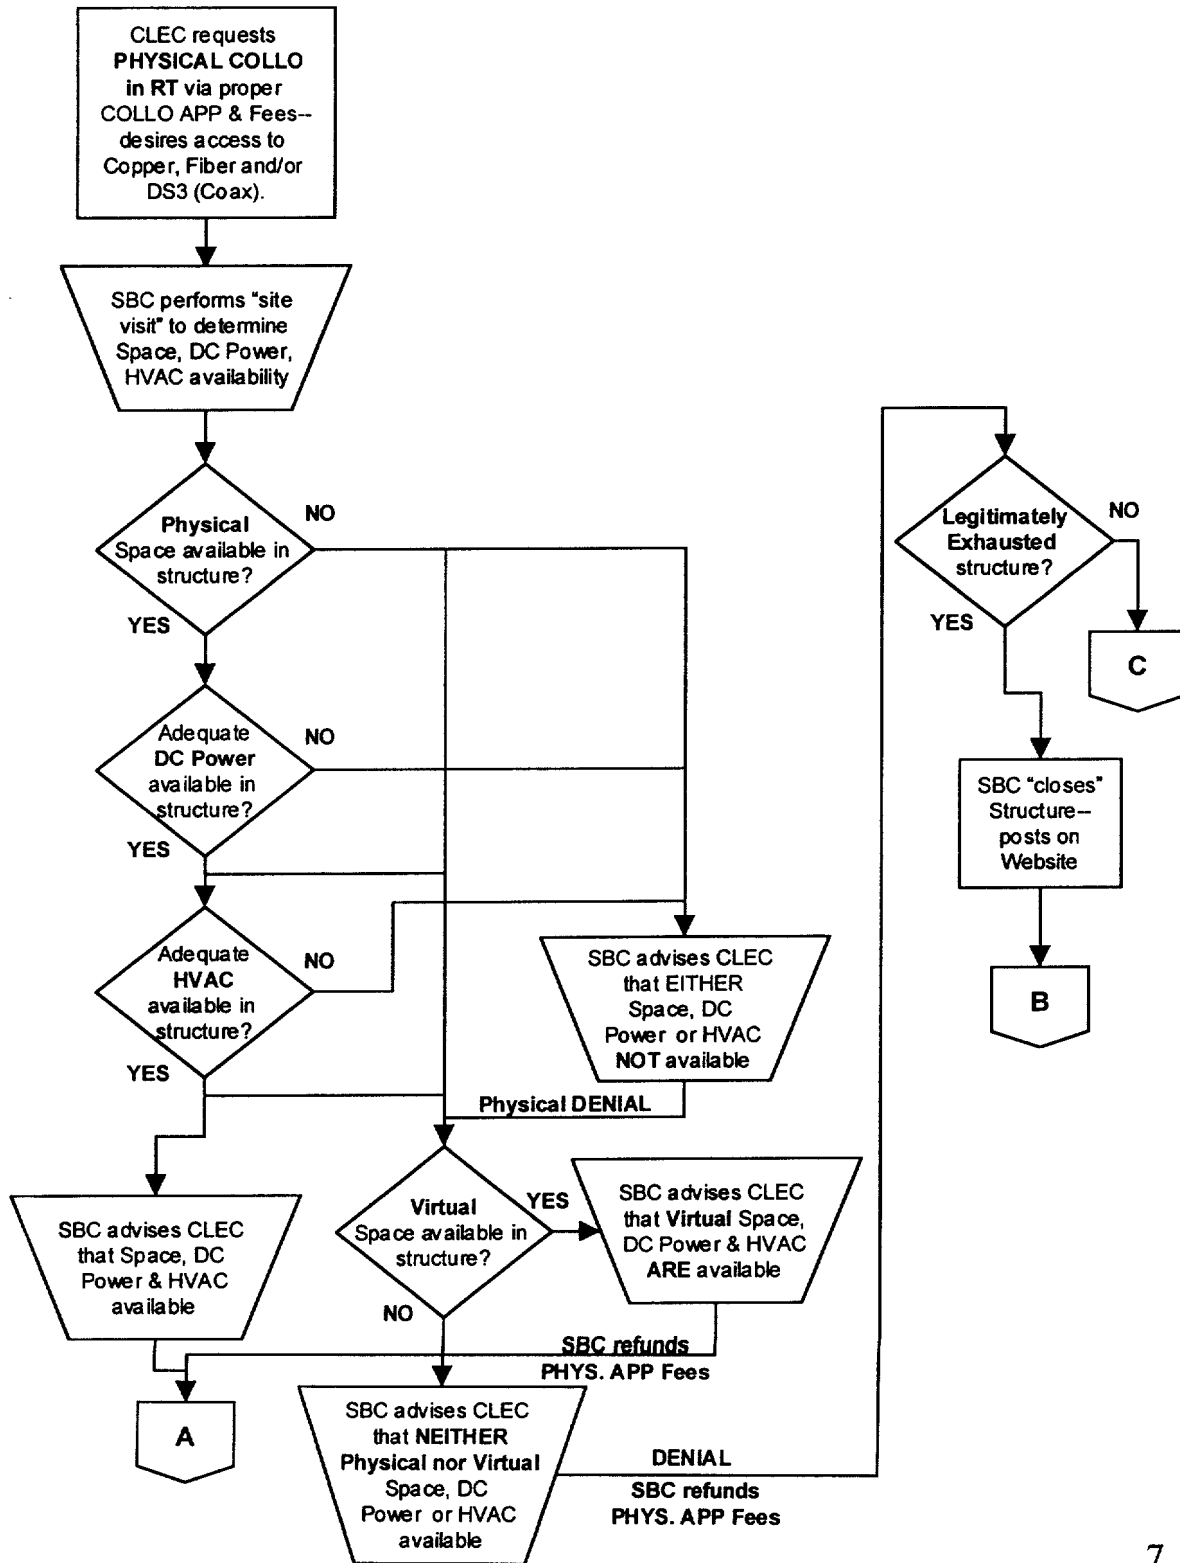 CLEC requests
PHYSICAL COLLO
in RT via proper
COLLO APP & Fees--
desires access to
Copper, Fiber and/or
DS3 (Coax).
SBC performs "site
visit" to determine
Space, DC Power,
HVAC availability
Physical
Space available in
structure?
NO
YES
Adequate
DC Power
available in
structure?
NO
YES
Adequate
HVAC
available in
structure?
NO
YES
SBC advises CLEC
that EITHER
Space, DC
Power or HVAC
NOT available
Physical DENIAL
SBC advises CLEC
that Space, DC
Power & HVAC
available
Virtual
Space available in
structure?
YES
NO
SBC advises CLEC
that Virtual Space,
DC Power & HVAC
ARE available
SBC refunds
PHYS. APP Fees
A
SBC advises CLEC
that NEITHER
Physical nor Virtual
Space, DC
Power or HVAC
available
DENIAL
SBC refunds
PHYS. APP Fees
Legitimately
Exhausted
structure?
NO
YES
C
SBC "closes"
Structure--
posts on
Website
B
7